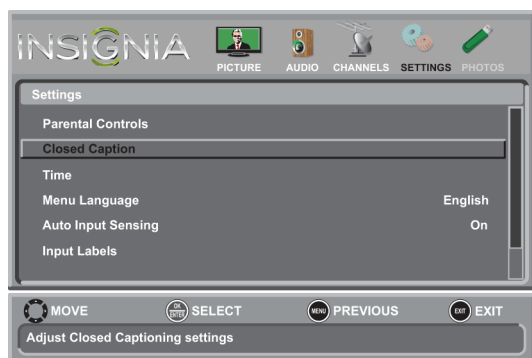 INSIGNIA
PICTURE AUDIO CHANNELS SETTINGS PHOTOS
Settings
Parental Controls
Closed Caption
Time
Menu Language English
Auto Input Sensing On
Input Labels
MOVE OK ENTER SELECT MENU PREVIOUS EXIT EXIT
Adjust Closed Captioning settings